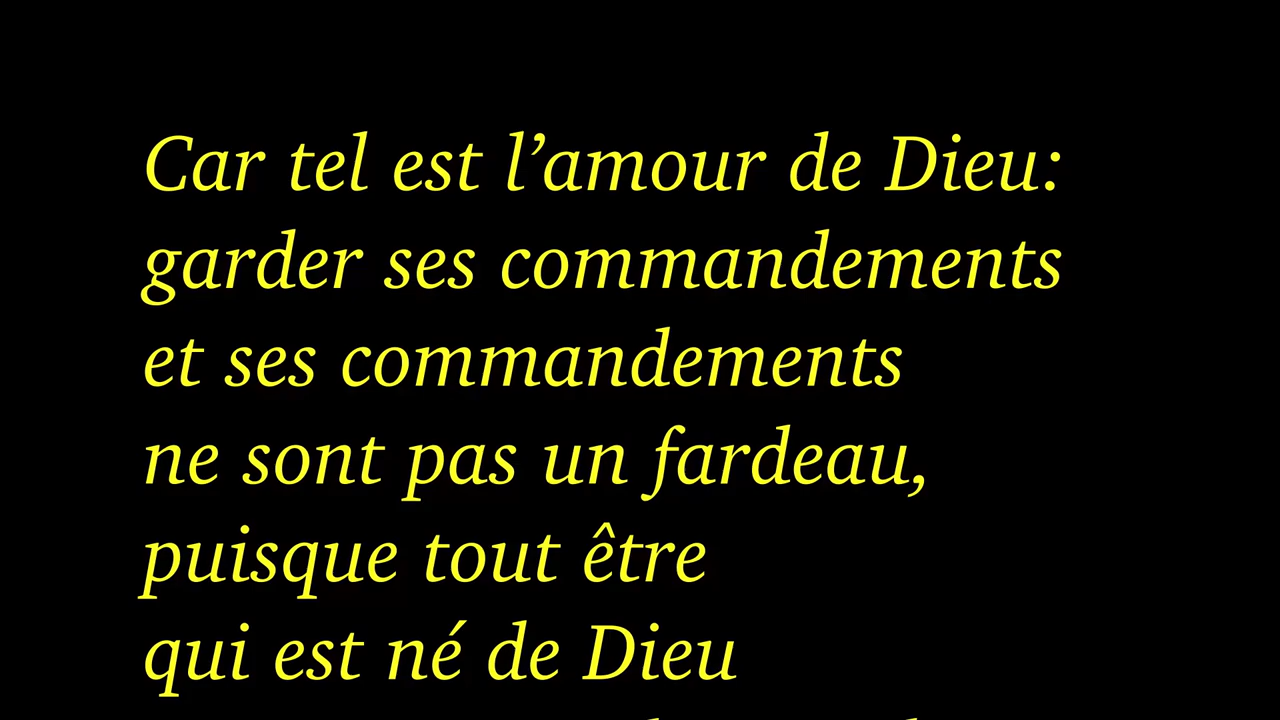 Car tel est l’amour de Dieu:
garder ses commandements
et ses commandements
ne sont pas un fardeau,
puisque tout être
qui est né de Dieu